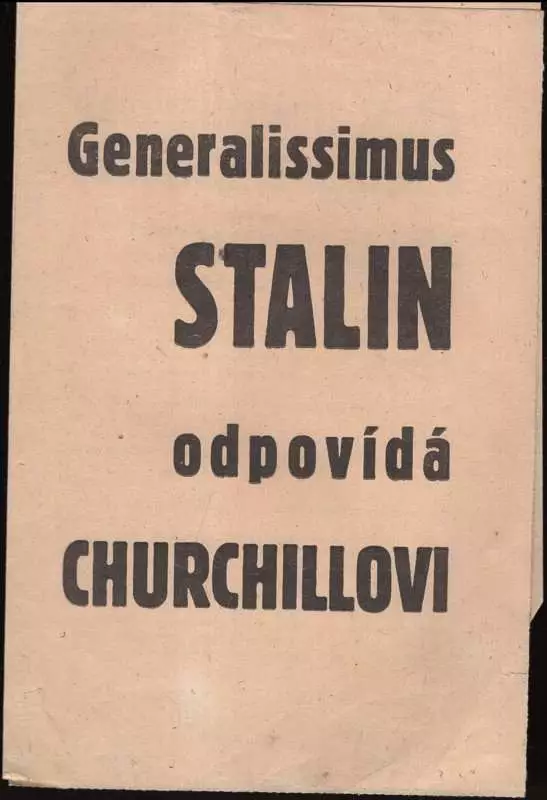 Generalissimus
STALIN
odpovídá
CHURCHILLOVI